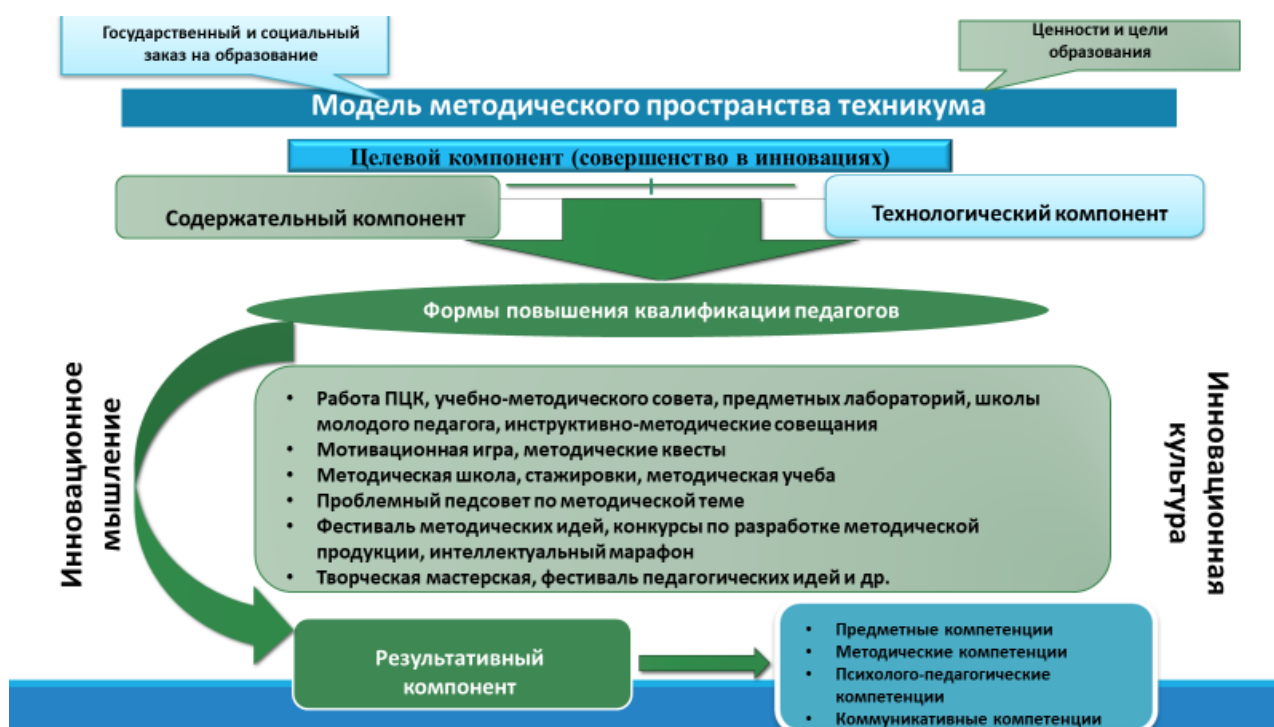 Государственный и социальный
заказ на образование
Ценности и цели
образования
Модель методического пространства техникума
Целевой компонент (совершенство в инновациях)
Содержательный компонент
Технологический компонент
Формы повышения квалификации педагогов
Инновационное
мышление
• Работа ПЦК, учебно-методического совета, предметных лабораторий, школы
молодого педагога, инструктивно-методические совещания
• Мотивационная игра, методические квесты
• Методическая школа, стажировки, методическая учеба
• Проблемный педсовет по методической теме
• Фестиваль методических идей, конкурсы по разработке методической
продукции, интеллектуальный марафон
• Творческая мастерская, фестиваль педагогических идей и др.
Инновационная
культура
Результативный
компонент
• Предметные компетенции
• Методические компетенции
• Психолого-педагогические
компетенции
• Коммуникативные компетенции